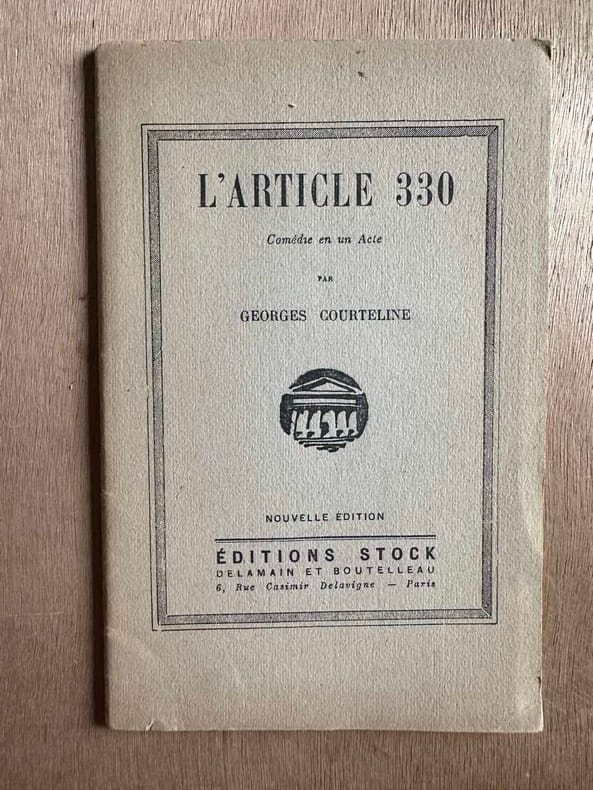 L'ARTICLE 330
Comédie en un Acte
PAR
GEORGES COURTELINE
NOUVELLE ÉDITION
ÉDITIONS STOCK
DELAMAIN ET BOUTELLEAU
6, Rue Casimir Delavigne — Paris